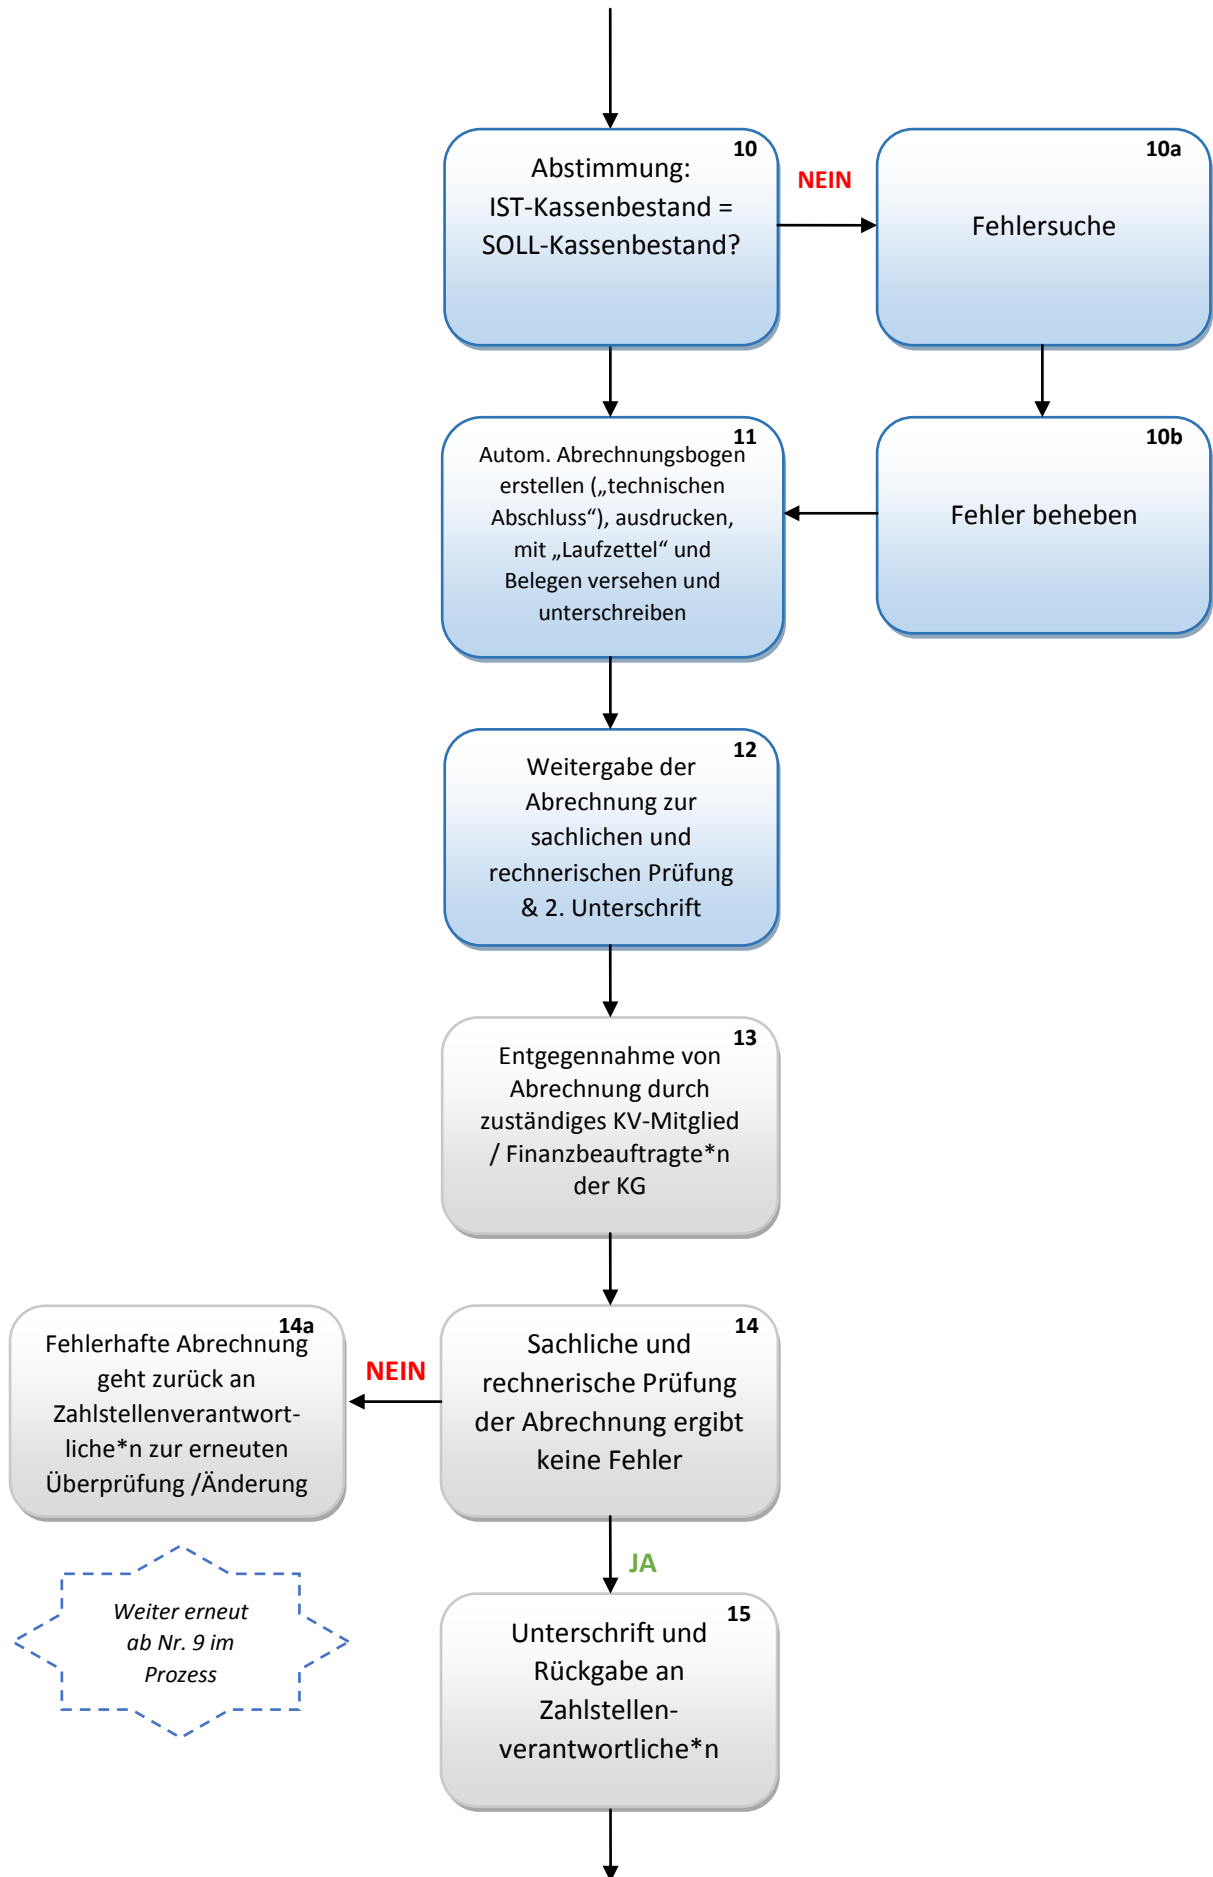 10
Abstimmung:
IST-Kassenbestand =
SOLL-Kassenbestand?
NEIN
10a
Fehlersuche
11
Autom. Abrechnungsbogen
erstellen („technischen
Abschluss“), ausdrucken,
mit „Laufzettel“ und
Belegen versehen und
unterschreiben
10b
Fehler beheben
12
Weitergabe der
Abrechnung zur
sachlichen und
rechnerischen Prüfung
& 2. Unterschrift
13
Entgegennahme von
Abrechnung durch
zuständiges KV-Mitglied
/ Finanzbeauftragte*n
der KG
14
Sachliche und
rechnerische Prüfung
der Abrechnung ergibt
keine Fehler
NEIN
14a
Fehlerhafte Abrechnung
geht zurück an
Zahlstellenverantwort-
liche*n zur erneuten
Überprüfung /Änderung
Weiter erneut
ab Nr. 9 im
Prozess
JA
15
Unterschrift und
Rückgabe an
Zahlstellen-
verantwortliche*n